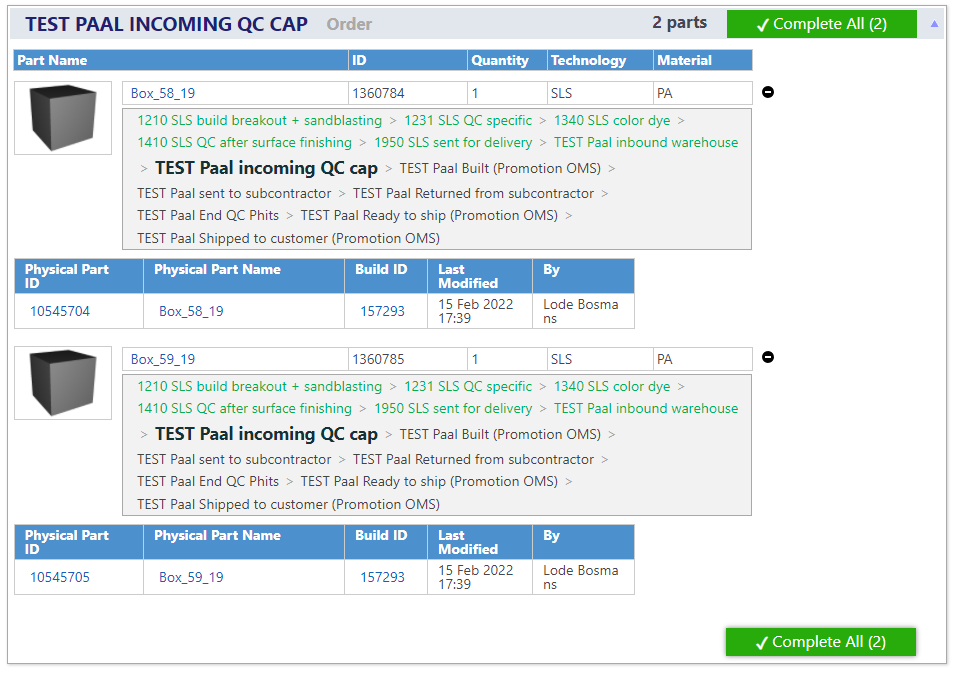 TEST PAAL INCOMING QC CAP Order 2 parts ✓ Complete All (2)
Part Name ID Quantity Technology Material
Box_58_19 1360784 1 SLS PA
1210 SLS build breakout + sandblasting > 1231 SLS QC specific > 1340 SLS color dye >
1410 SLS QC after surface finishing > 1950 SLS sent for delivery > TEST Paal inbound warehouse
> TEST Paal incoming QC cap > TEST Paal Built (Promotion OMS) >
TEST Paal sent to subcontractor > TEST Paal Returned from subcontractor >
TEST Paal End QC Phits > TEST Paal Ready to ship (Promotion OMS) >
TEST Paal Shipped to customer (Promotion OMS)
Physical Part Physical Part Name Build ID Last By
ID Modified
10545704 Box_58_19 157293 15 Feb 2022 Lode Bosma
17:39 ns
Box_59_19 1360785 1 SLS PA
1210 SLS build breakout + sandblasting > 1231 SLS QC specific > 1340 SLS color dye >
1410 SLS QC after surface finishing > 1950 SLS sent for delivery > TEST Paal inbound warehouse
> TEST Paal incoming QC cap > TEST Paal Built (Promotion OMS) >
TEST Paal sent to subcontractor > TEST Paal Returned from subcontractor >
TEST Paal End QC Phits > TEST Paal Ready to ship (Promotion OMS) >
TEST Paal Shipped to customer (Promotion OMS)
Physical Part Physical Part Name Build ID Last By
ID Modified
10545705 Box_59_19 157293 15 Feb 2022 Lode Bosma
17:39 ns
✓ Complete All (2)